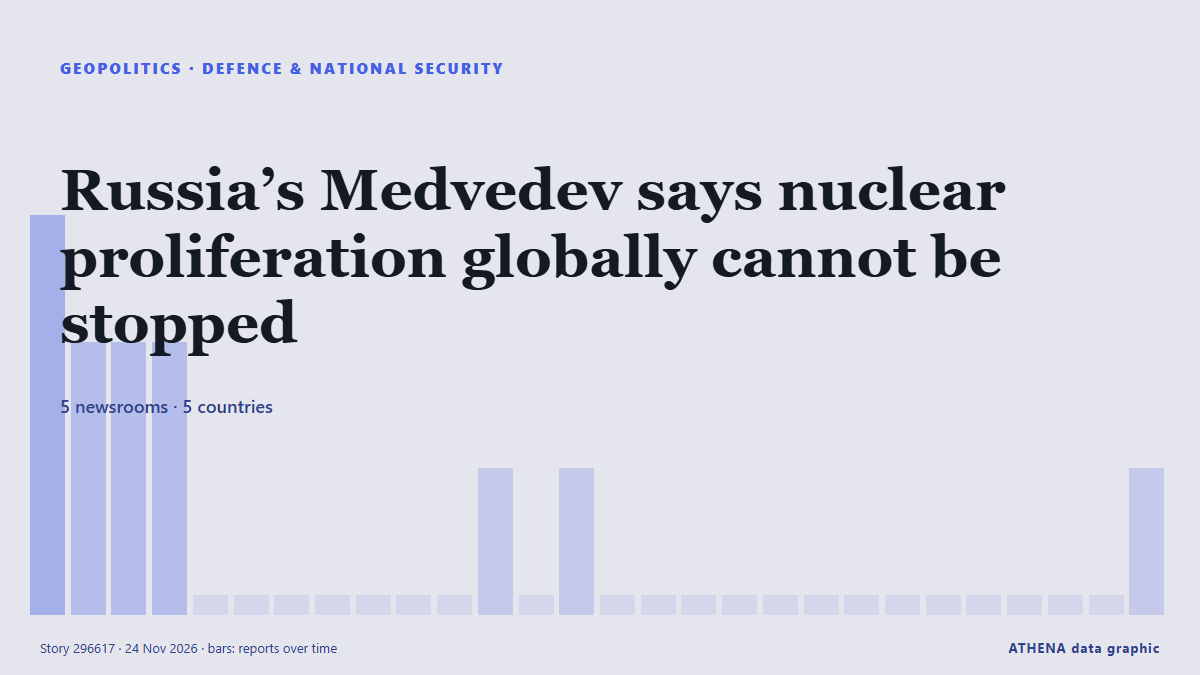 GEOPOLITICS · DEFENCE & NATIONAL SECURITY
Russia’s Medvedev says nuclear
proliferation globally cannot be
stopped
5 newsrooms · 5 countries
Story 296617 · 24 Nov 2026 · bars: reports over time
ATHENA data graphic